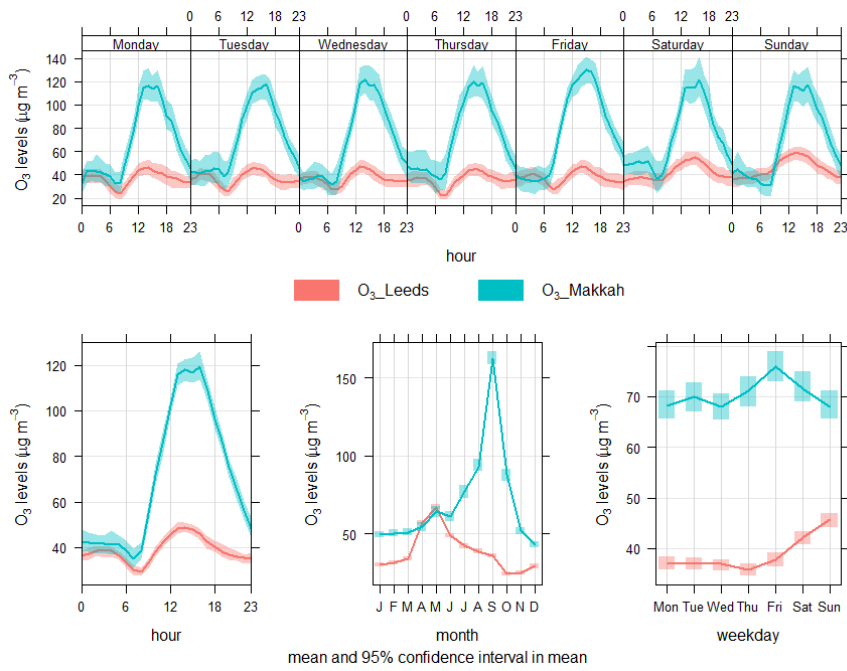 0 6 12 18 23 0 6 12 18 23 0 6 12 18 23
Monday Tuesday Wednesday Thursday Friday Saturday Sunday
O₃ levels (µg m⁻³)
140
120
100
80
60
40
20
0 6 12 18 23 0 6 12 18 23 0 6 12 18 23 0 6 12 18 23
hour
O₃_Leeds O₃_Makkah
O₃ levels (µg m⁻³)
120
100
80
60
40
0 6 12 18 23
hour
O₃ levels (µg m⁻³)
150
100
50
J F M A M J J A S O N D
month
O₃ levels (µg m⁻³)
70
60
50
40
Mon Tue Wed Thu Fri Sat Sun
weekday
mean and 95% confidence interval in mean